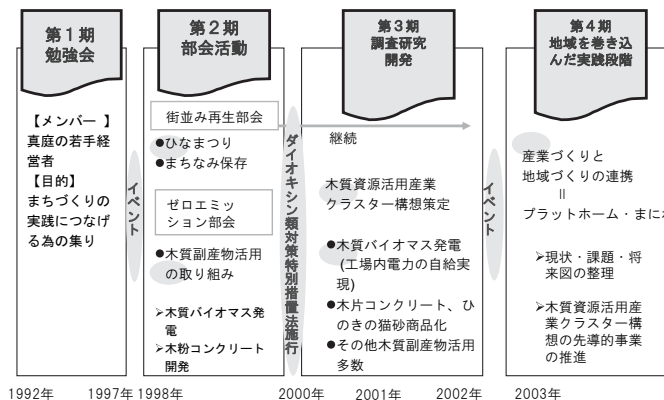 第１期
勉強会
【メンバー 】
真庭の若手経
営者
【目的】
まちづくりの
実践につなげ
る為の集り
イベント
第２期
部会活動
街並み再生部会
●ひなまつり
●まちなみ保存
ゼロエミッ
ション部会
●木質副産物活用
の取り組み
➢木質バイオマス発
電
➢木粉コンクリート
開発
ダイオキシン類対策特別措置法施行
第３期
調査研究
開発
継続
木質資源活用産業
クラスター構想策定
●木質バイオマス発電
(工場内電力の自給実
現)
●木片コンクリート、ひ
のきの猫砂商品化
●その他木質副産物活用
多数
イベント
第４期
地域を巻き込
んだ実践段階
産業づくりと
地域づくりの連携
＝
プラットホーム・まに
➢現状・課題・将
来図の整理
➢木質資源活用産
業クラスター構
想の先導的事業
の推進
1992年 1997年 1998年 2000年 2001年 2002年 2003年